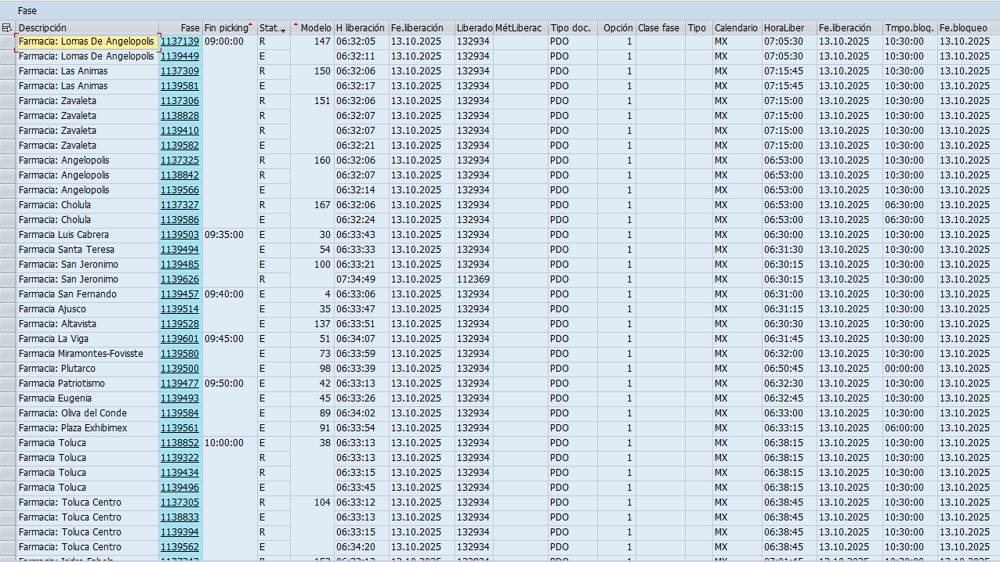 Fase
Descripción Fase Fin picking Stat. Modelo H liberación Fe.liberación Liberado MétLiberac Tipo doc. Opción Clase fase Tipo Calendario HoraLiber Fe.liberación Tmpo.bloq. Fe.bloqueo
Farmacia: Lomas De Angelopolis 1137139 09:00:00 R 147 06:32:05 13.10.2025 132934 PDO 1 MX 07:05:30 13.10.2025 10:30:00 13.10.2025
Farmacia: Lomas De Angelopolis 1139449 E 06:32:11 13.10.2025 132934 PDO 1 MX 07:05:30 13.10.2025 10:30:00 13.10.2025
Farmacia: Las Animas 1137309 R 150 06:32:06 13.10.2025 132934 PDO 1 MX 07:15:45 13.10.2025 10:30:00 13.10.2025
Farmacia: Las Animas 1139581 E 06:32:17 13.10.2025 132934 PDO 1 MX 07:15:45 13.10.2025 10:30:00 13.10.2025
Farmacia: Zavaleta 1137306 R 151 06:32:06 13.10.2025 132934 PDO 1 MX 07:15:00 13.10.2025 10:30:00 13.10.2025
Farmacia: Zavaleta 1138828 R 06:32:07 13.10.2025 132934 PDO 1 MX 07:15:00 13.10.2025 10:30:00 13.10.2025
Farmacia: Zavaleta 1139410 R 06:32:07 13.10.2025 132934 PDO 1 MX 07:15:00 13.10.2025 10:30:00 13.10.2025
Farmacia: Zavaleta 1139582 E 06:32:21 13.10.2025 132934 PDO 1 MX 07:15:00 13.10.2025 10:30:00 13.10.2025
Farmacia: Angelopolis 1137325 R 160 06:32:06 13.10.2025 132934 PDO 1 MX 06:53:00 13.10.2025 10:30:00 13.10.2025
Farmacia: Angelopolis 1138842 R 06:32:07 13.10.2025 132934 PDO 1 MX 06:53:00 13.10.2025 10:30:00 13.10.2025
Farmacia: Angelopolis 1139566 E 06:32:14 13.10.2025 132934 PDO 1 MX 06:53:00 13.10.2025 10:30:00 13.10.2025
Farmacia: Cholula 1137327 R 167 06:32:06 13.10.2025 132934 PDO 1 MX 06:53:00 13.10.2025 06:30:00 13.10.2025
Farmacia: Cholula 1139586 E 06:32:24 13.10.2025 132934 PDO 1 MX 06:53:00 13.10.2025 06:30:00 13.10.2025
Farmacia Luis Cabrera 1139503 09:35:00 E 30 06:33:43 13.10.2025 132934 PDO 1 MX 06:30:00 13.10.2025 10:30:00 13.10.2025
Farmacia Santa Teresa 1139494 E 54 06:33:33 13.10.2025 132934 PDO 1 MX 06:31:30 13.10.2025 10:30:00 13.10.2025
Farmacia: San Jeronimo 1139485 E 100 06:33:21 13.10.2025 132934 PDO 1 MX 06:30:15 13.10.2025 10:30:00 13.10.2025
Farmacia: San Jeronimo 1139626 R 07:34:49 13.10.2025 112369 PDO 1 MX 06:30:15 13.10.2025 10:30:00 13.10.2025
Farmacia San Fernando 1139457 09:40:00 E 4 06:33:06 13.10.2025 132934 PDO 1 MX 06:31:00 13.10.2025 10:30:00 13.10.2025
Farmacia Ajusco 1139514 E 35 06:33:47 13.10.2025 132934 PDO 1 MX 06:31:15 13.10.2025 10:30:00 13.10.2025
Farmacia: Altavista 1139528 E 137 06:33:51 13.10.2025 132934 PDO 1 MX 06:30:30 13.10.2025 10:30:00 13.10.2025
Farmacia La Viga 1139601 09:45:00 E 51 06:34:07 13.10.2025 132934 PDO 1 MX 06:31:45 13.10.2025 10:30:00 13.10.2025
Farmacia Miramontes-Fovisste 1139580 E 73 06:33:59 13.10.2025 132934 PDO 1 MX 06:32:00 13.10.2025 10:30:00 13.10.2025
Farmacia: Plutarco 1139500 E 98 06:33:39 13.10.2025 132934 PDO 1 MX 06:50:45 13.10.2025 00:00:00 13.10.2025
Farmacia Patriotismo 1139477 09:50:00 E 42 06:33:13 13.10.2025 132934 PDO 1 MX 06:32:30 13.10.2025 10:30:00 13.10.2025
Farmacia Eugenia 1139493 E 45 06:33:26 13.10.2025 132934 PDO 1 MX 06:32:45 13.10.2025 10:30:00 13.10.2025
Farmacia: Oliva del Conde 1139584 E 89 06:34:02 13.10.2025 132934 PDO 1 MX 06:33:00 13.10.2025 10:30:00 13.10.2025
Farmacia: Plaza Exhibimex 1139561 E 91 06:33:54 13.10.2025 132934 PDO 1 MX 06:33:15 13.10.2025 06:00:00 13.10.2025
Farmacia Toluca 1138852 10:00:00 E 38 06:33:13 13.10.2025 132934 PDO 1 MX 06:38:15 13.10.2025 10:30:00 13.10.2025
Farmacia Toluca 1139322 R 06:33:13 13.10.2025 132934 PDO 1 MX 06:38:15 13.10.2025 10:30:00 13.10.2025
Farmacia Toluca 1139434 R 06:33:15 13.10.2025 132934 PDO 1 MX 06:38:15 13.10.2025 10:30:00 13.10.2025
Farmacia Toluca 1139496 E 06:33:45 13.10.2025 132934 PDO 1 MX 06:38:15 13.10.2025 10:30:00 13.10.2025
Farmacia: Toluca Centro 1137305 R 104 06:33:12 13.10.2025 132934 PDO 1 MX 06:38:45 13.10.2025 10:30:00 13.10.2025
Farmacia: Toluca Centro 1138833 E 06:33:13 13.10.2025 132934 PDO 1 MX 06:38:45 13.10.2025 10:30:00 13.10.2025
Farmacia: Toluca Centro 1139394 R 06:33:15 13.10.2025 132934 PDO 1 MX 06:38:45 13.10.2025 10:30:00 13.10.2025
Farmacia: Toluca Centro 1139562 E 06:34:20 13.10.2025 132934 PDO 1 MX 06:38:45 13.10.2025 10:30:00 13.10.2025